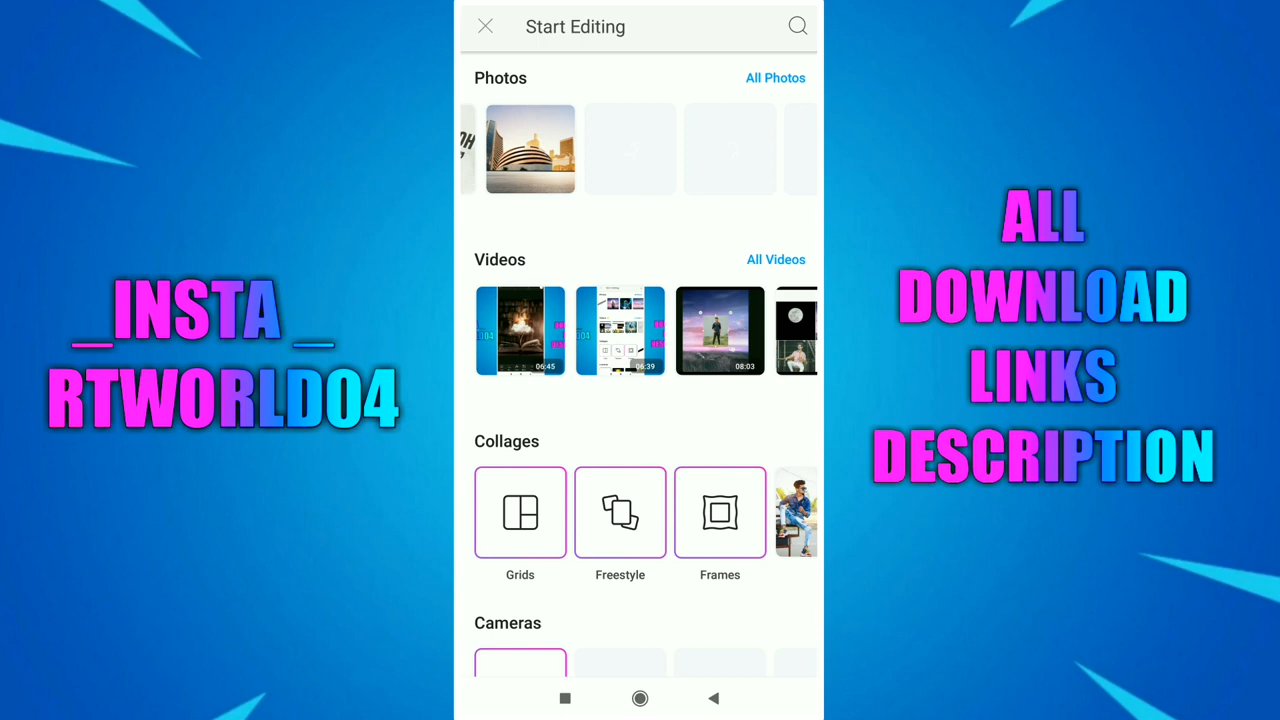 Start Editing
Photos
All Photos
Videos
All Videos
06:45
06:39
08:03
Collages
Grids
Freestyle
Frames
Cameras
_INSTA _
RTWORLD04
ALL
DOWNLOAD
LINKS
DESCRIPTION